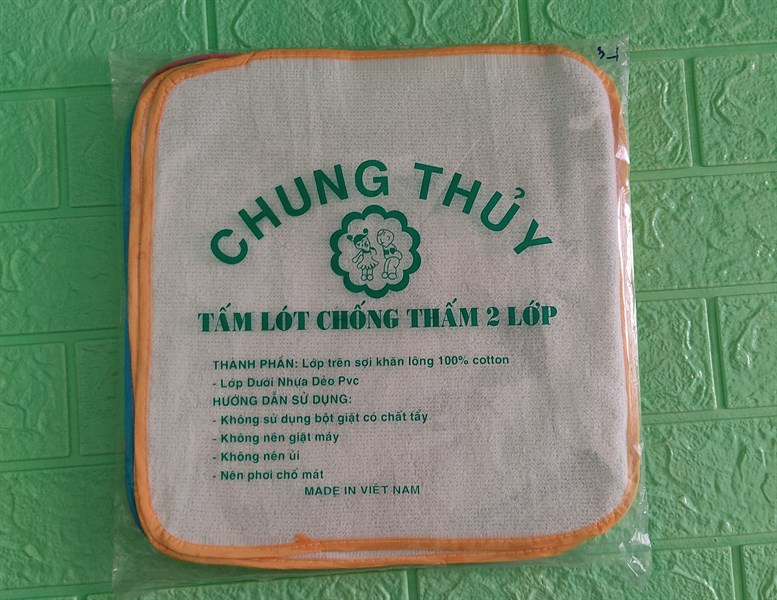 CHUNG THỦY
TẤM LÓT CHỐNG THẤM 2 LỚP
THÀNH PHẦN: Lớp trên sợi khăn lông 100% cotton
- Lớp Dưới Nhựa Dẻo Pvc
HƯỚNG DẪN SỬ DỤNG:
- Không sử dụng bột giặt có chất tẩy
- Không nên giặt máy
- Không nên ủi
- Nên phơi chỗ mát
MADE IN VIỆT NAM